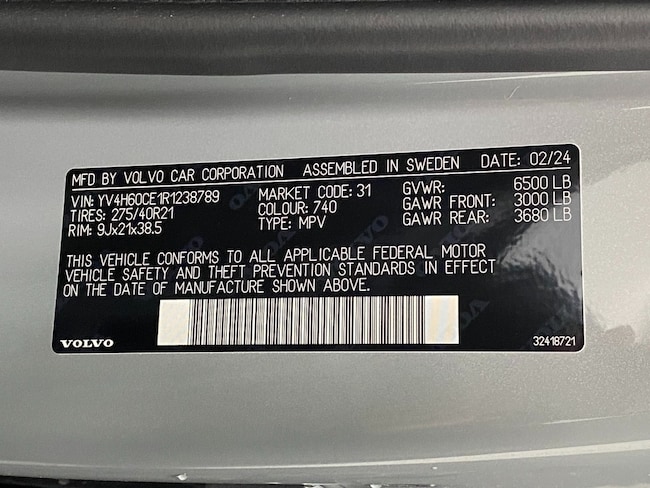 MFD BY VOLVO CAR CORPORATION ASSEMBLED IN SWEDEN DATE: 02/24
VIN: YV4H60CE1R1238789 MARKET CODE: 31 GVWR: 6500 LB
TIRES: 275/40R21 COLOUR: 740 GAWR FRONT: 3000 LB
RIM: 9Jx21x38.5 TYPE: MPV GAWR REAR: 3680 LB
THIS VEHICLE CONFORMS TO ALL APPLICABLE FEDERAL MOTOR
VEHICLE SAFETY AND THEFT PREVENTION STANDARDS IN EFFECT
ON THE DATE OF MANUFACTURE SHOWN ABOVE.
VOLVO 32418721